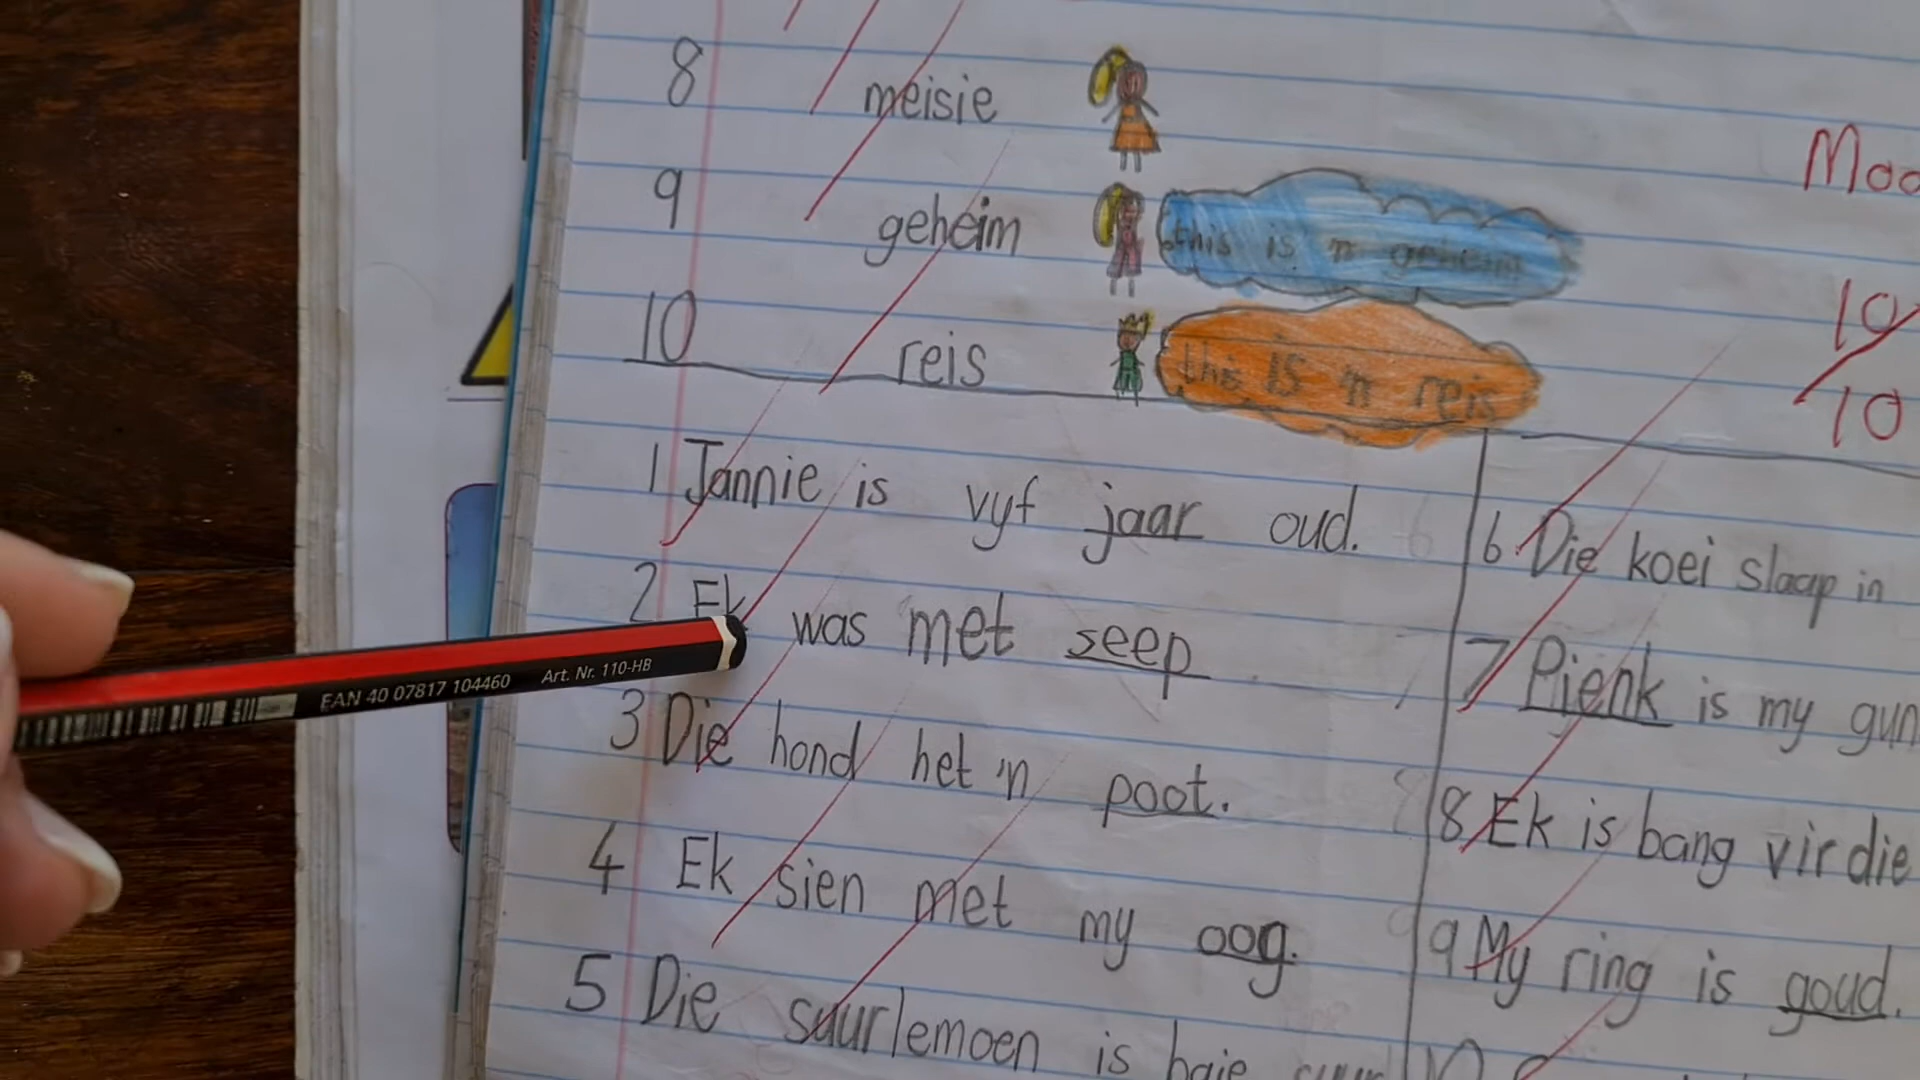 8 meisie
9 geheim
this is 'n geheim
10 reis
this is 'n reis
10
10
1 Jannie is vyf jaar oud.
2 Ek was met seep
3 Die hond het 'n poot.
4 Ek sien met my oog.
5 Die suurlemoen is baie
6 Die koei slaap in
7 Pienk is my
8 Ek is bang vir die
9 My ring is goud.
EAN 40 07817 104460 Art. Nr. 110-HB